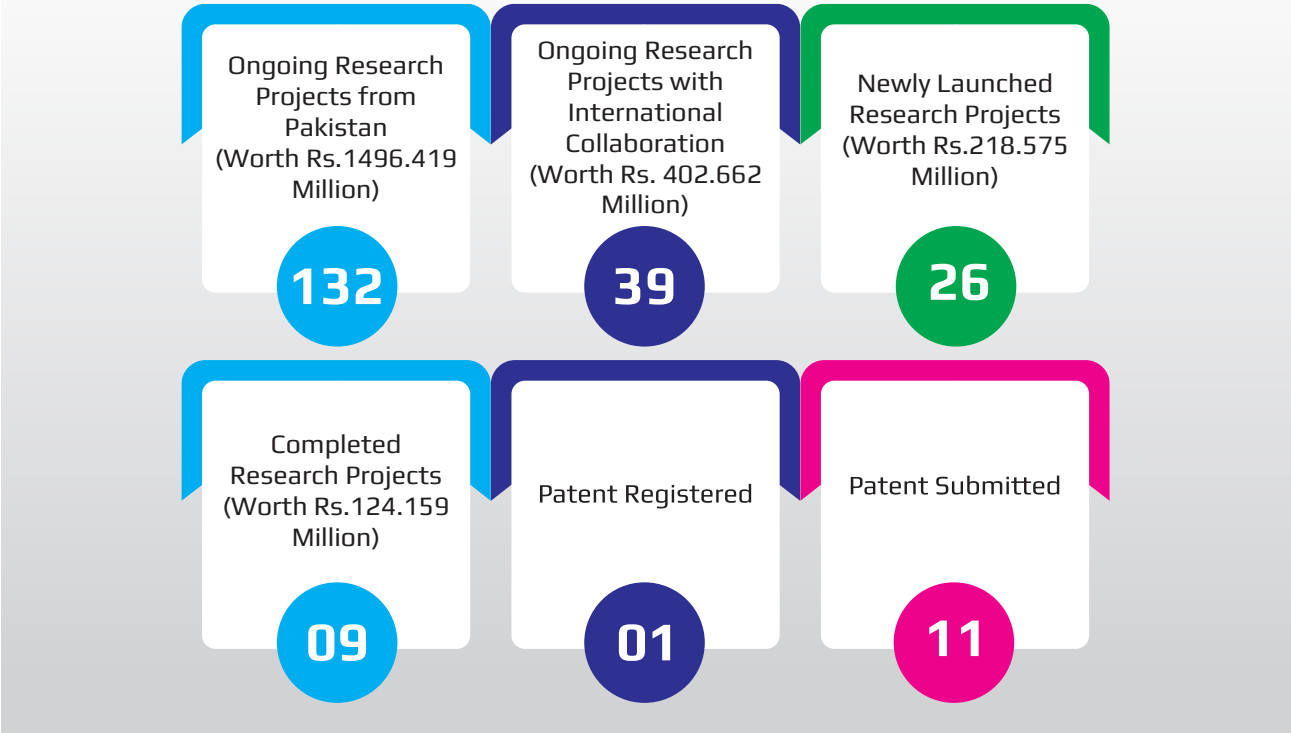 Ongoing Research
Projects from
Pakistan
(Worth Rs.1496.419
Million)
132
Ongoing Research
Projects with
International
Collaboration
(Worth Rs. 402.662
Million)
39
Newly Launched
Research Projects
(Worth Rs.218.575
Million)
26
Completed
Research Projects
(Worth Rs.124.159
Million)
09
Patent Registered
01
Patent Submitted
11